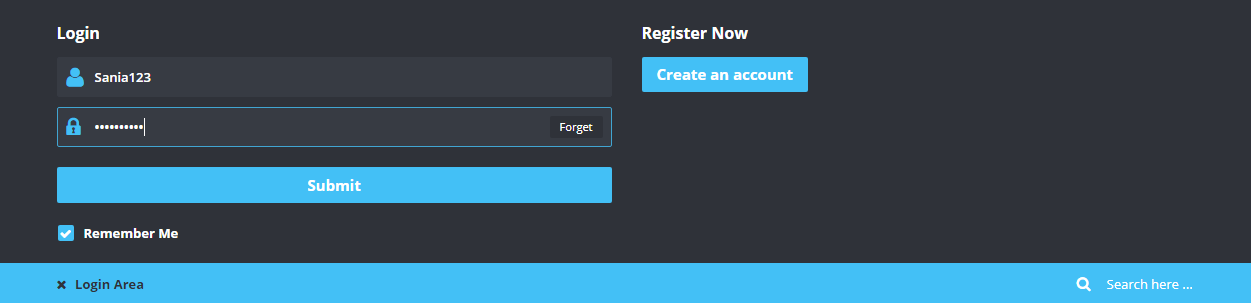 Login
Sania123
••••••••••
Forget
Submit
Remember Me
Register Now
Create an account
Login Area
Search here ...